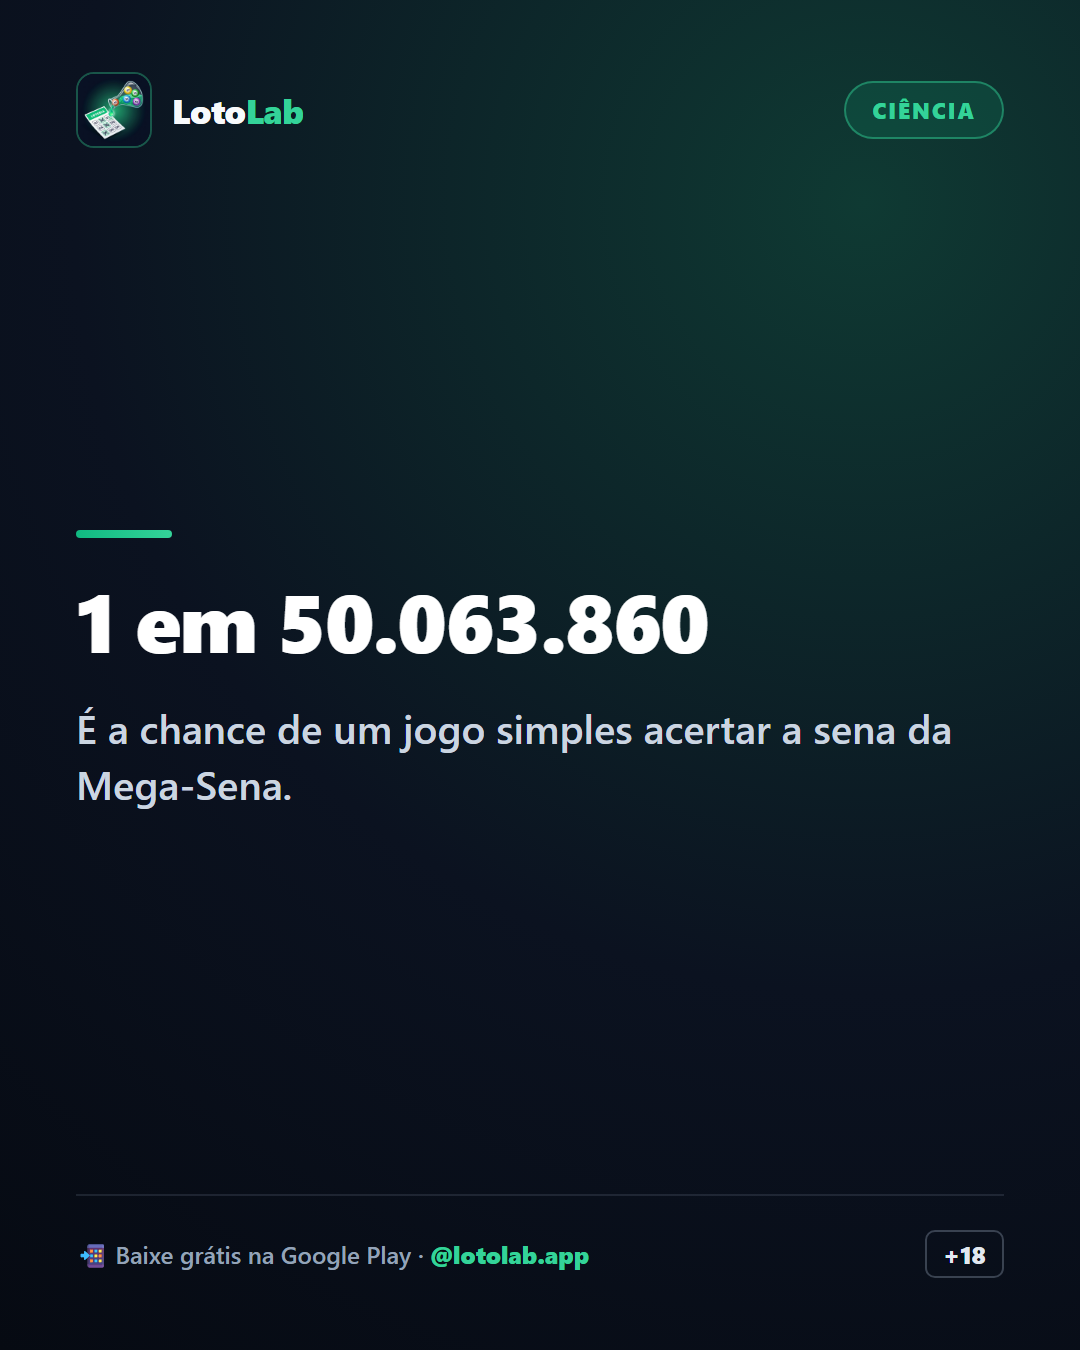 LotoLab
CIÊNCIA
1 em 50.063.860
É a chance de um jogo simples acertar a sena da
Mega-Sena.
📲 Baixe grátis na Google Play · @lotolab.app
+18